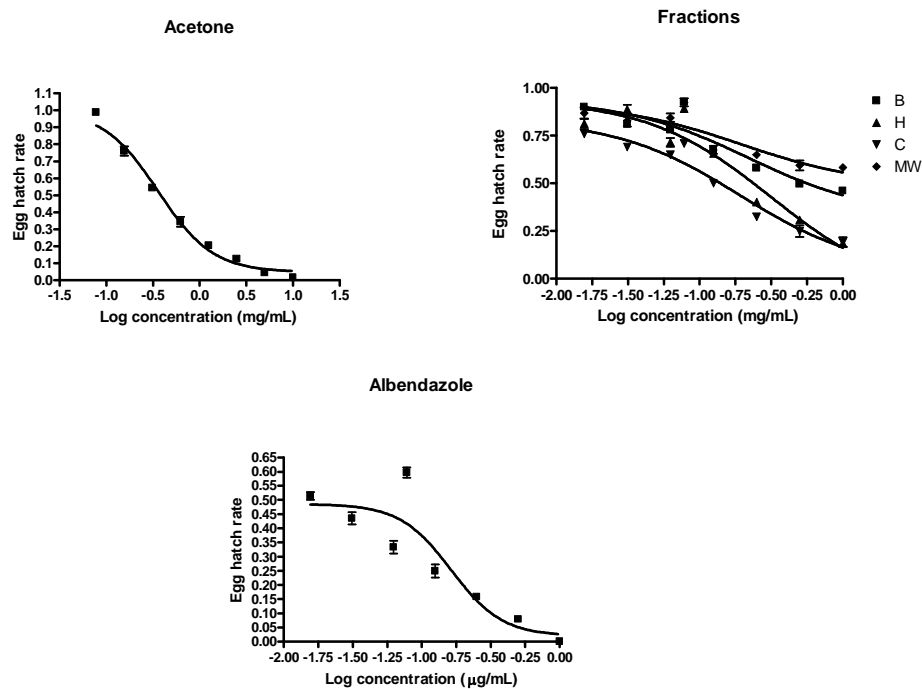 Acetone
Egg hatch rate
1.1
1.0
0.9
0.8
0.7
0.6
0.5
0.4
0.3
0.2
0.1
0.0
-1.5 -1.0 -0.5 0.0 0.5 1.0 1.5
Log concentration (mg/mL)
Fractions
Egg hatch rate
1.00
0.75
0.50
0.25
0.00
-2.00 -1.75 -1.50 -1.25 -1.00 -0.75 -0.50 -0.25 0.00
Log concentration (mg/mL)
B
H
C
MW
Albendazole
Egg hatch rate
0.65
0.60
0.55
0.50
0.45
0.40
0.35
0.30
0.25
0.20
0.15
0.10
0.05
0.00
-2.00 -1.75 -1.50 -1.25 -1.00 -0.75 -0.50 -0.25 0.00
Log concentration (μg/mL)